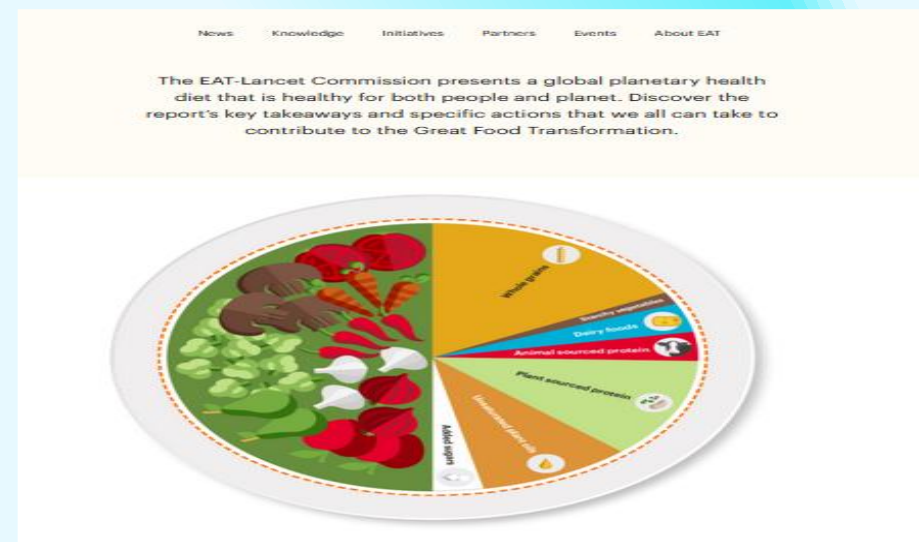 News Knowledge Initiatives Partners Events About EAT
The EAT-Lancet Commission presents a global planetary health
diet that is healthy for both people and planet. Discover the
report's key takeaways and specific actions that we all can take to
contribute to the Great Food Transformation.
Whole grains
Starchy vegetables
Dairy foods
Animal sourced protein
Plant sourced protein
Unsaturated plant oils
Added sugars